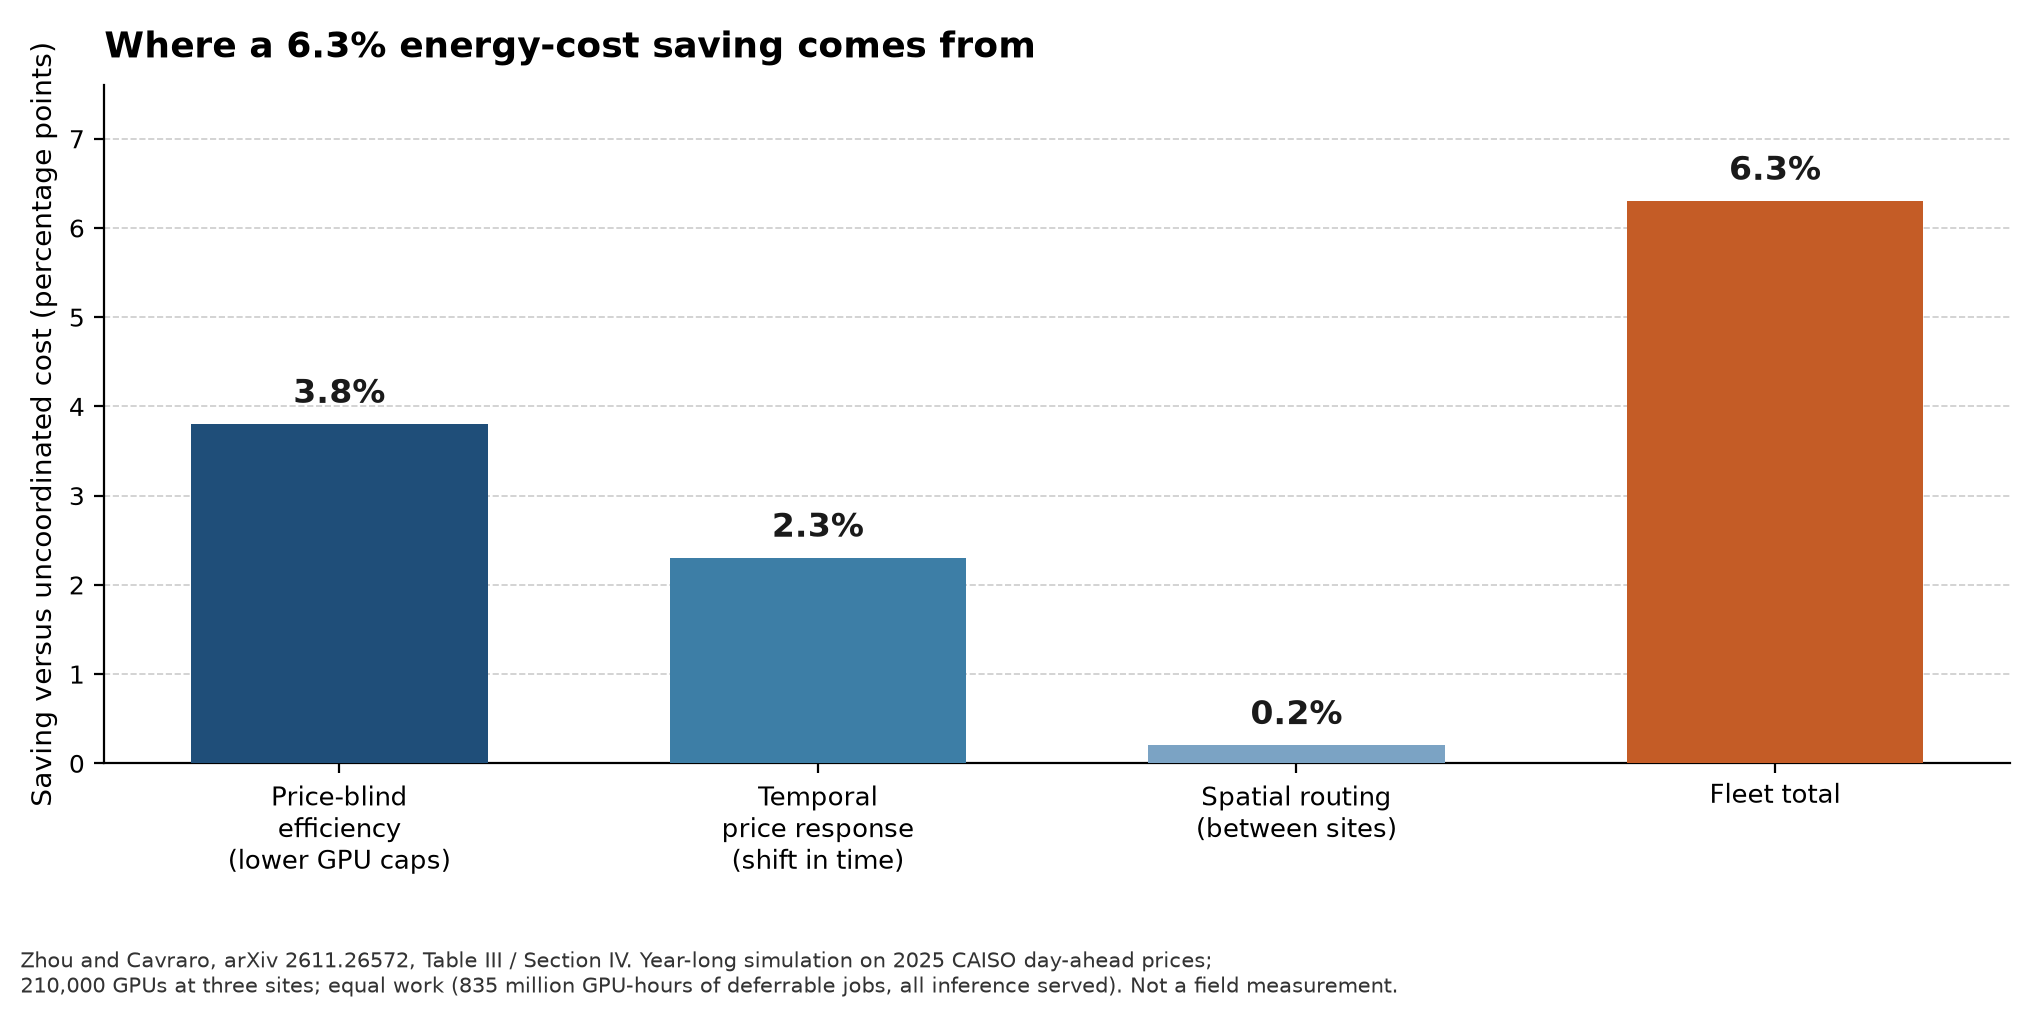 Where a 6.3% energy-cost saving comes from
Saving versus uncoordinated cost (percentage points)
7
6
5
4
3
2
1
0
3.8%
2.3%
0.2%
6.3%
Price-blind
efficiency
(lower GPU caps)
Temporal
price response
(shift in time)
Spatial routing
(between sites)
Fleet total
Zhou and Cavraro, arXiv 2611.26572, Table III / Section IV. Year-long simulation on 2025 CAISO day-ahead prices;
210,000 GPUs at three sites; equal work (835 million GPU-hours of deferrable jobs, all inference served). Not a field measurement.